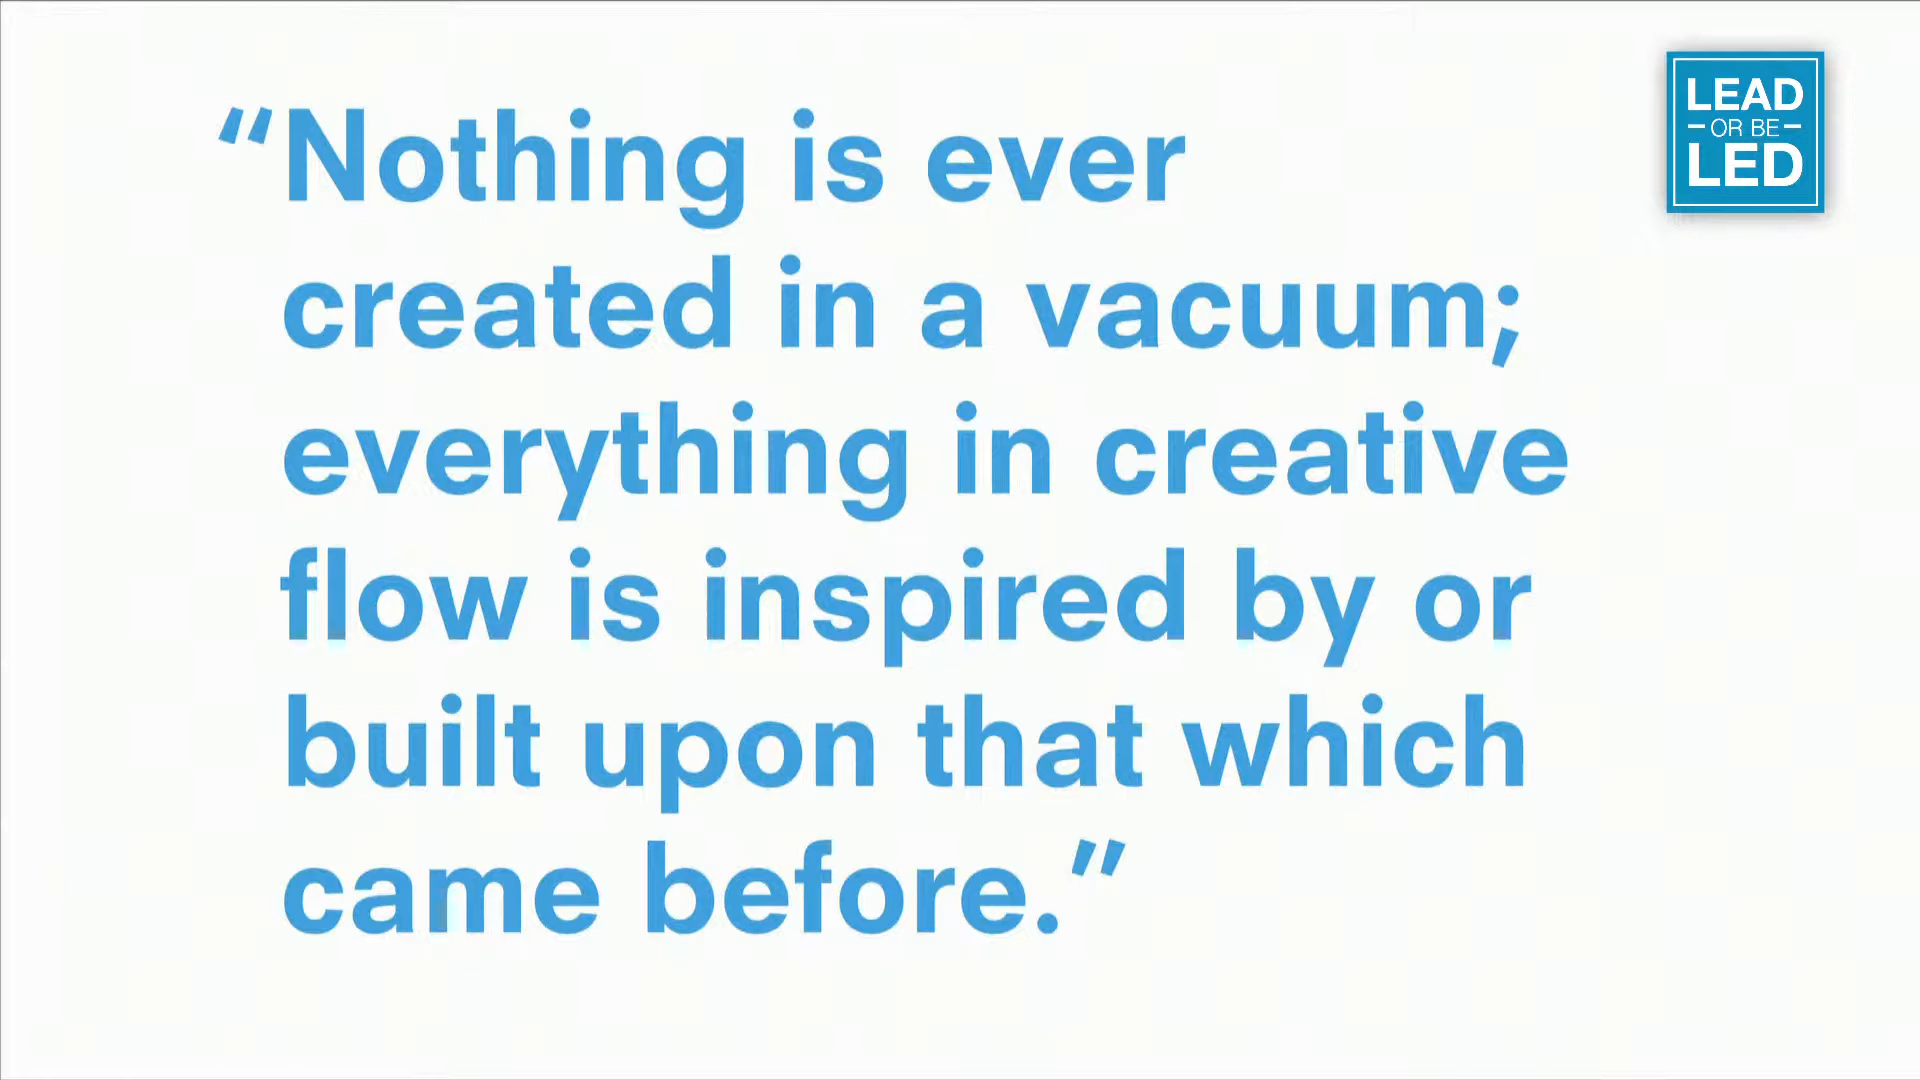 “Nothing is ever
created in a vacuum;
everything in creative
flow is inspired by or
built upon that which
came before.”
LEAD
OR BE
LED